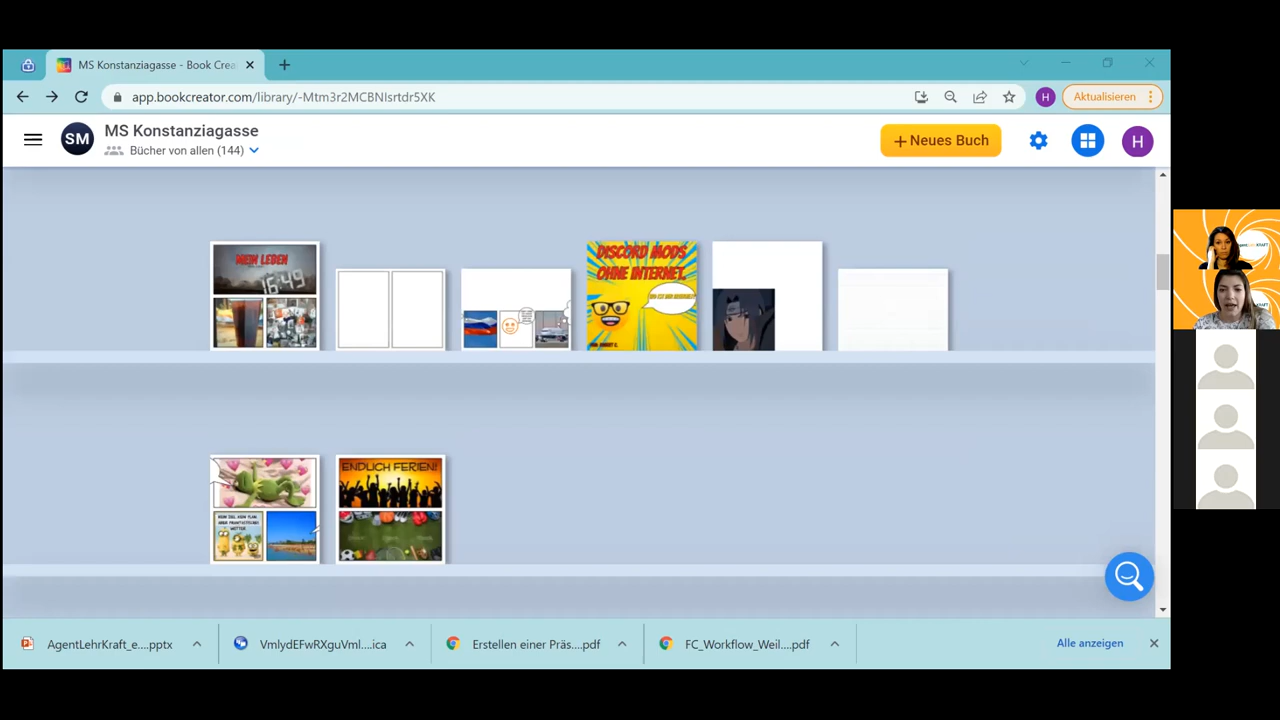 MS Konstanziagasse - Book Crea
app.bookcreator.com/library/-Mtm3r2MCBNIsrtdr5XK
H
Aktualisieren
SM
MS Konstanziagasse
Bücher von allen (144)
+ Neues Buch
H
MEIN LEBEN
16:49
DISCORD MODS
OHNE INTERNET.
ENDLICH FERIEN!
AgentLehrKraft_e....pptx
VmlydEFwRXguVml....ica
Erstellen einer Präs....pdf
FC_Workflow_Weil....pdf
Alle anzeigen